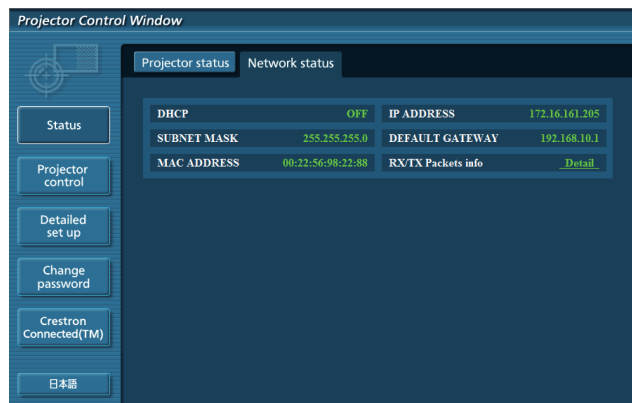 Projector Control Window
Projector status Network status
Status
Projector
control
Detailed
set up
Change
password
Crestron
Connected(TM)
日本語
DHCP OFF IP ADDRESS 172.16.161.205
SUBNET MASK 255.255.255.0 DEFAULT GATEWAY 192.168.10.1
MAC ADDRESS 00:22:56:98:22:88 RX/TX Packets info Detail